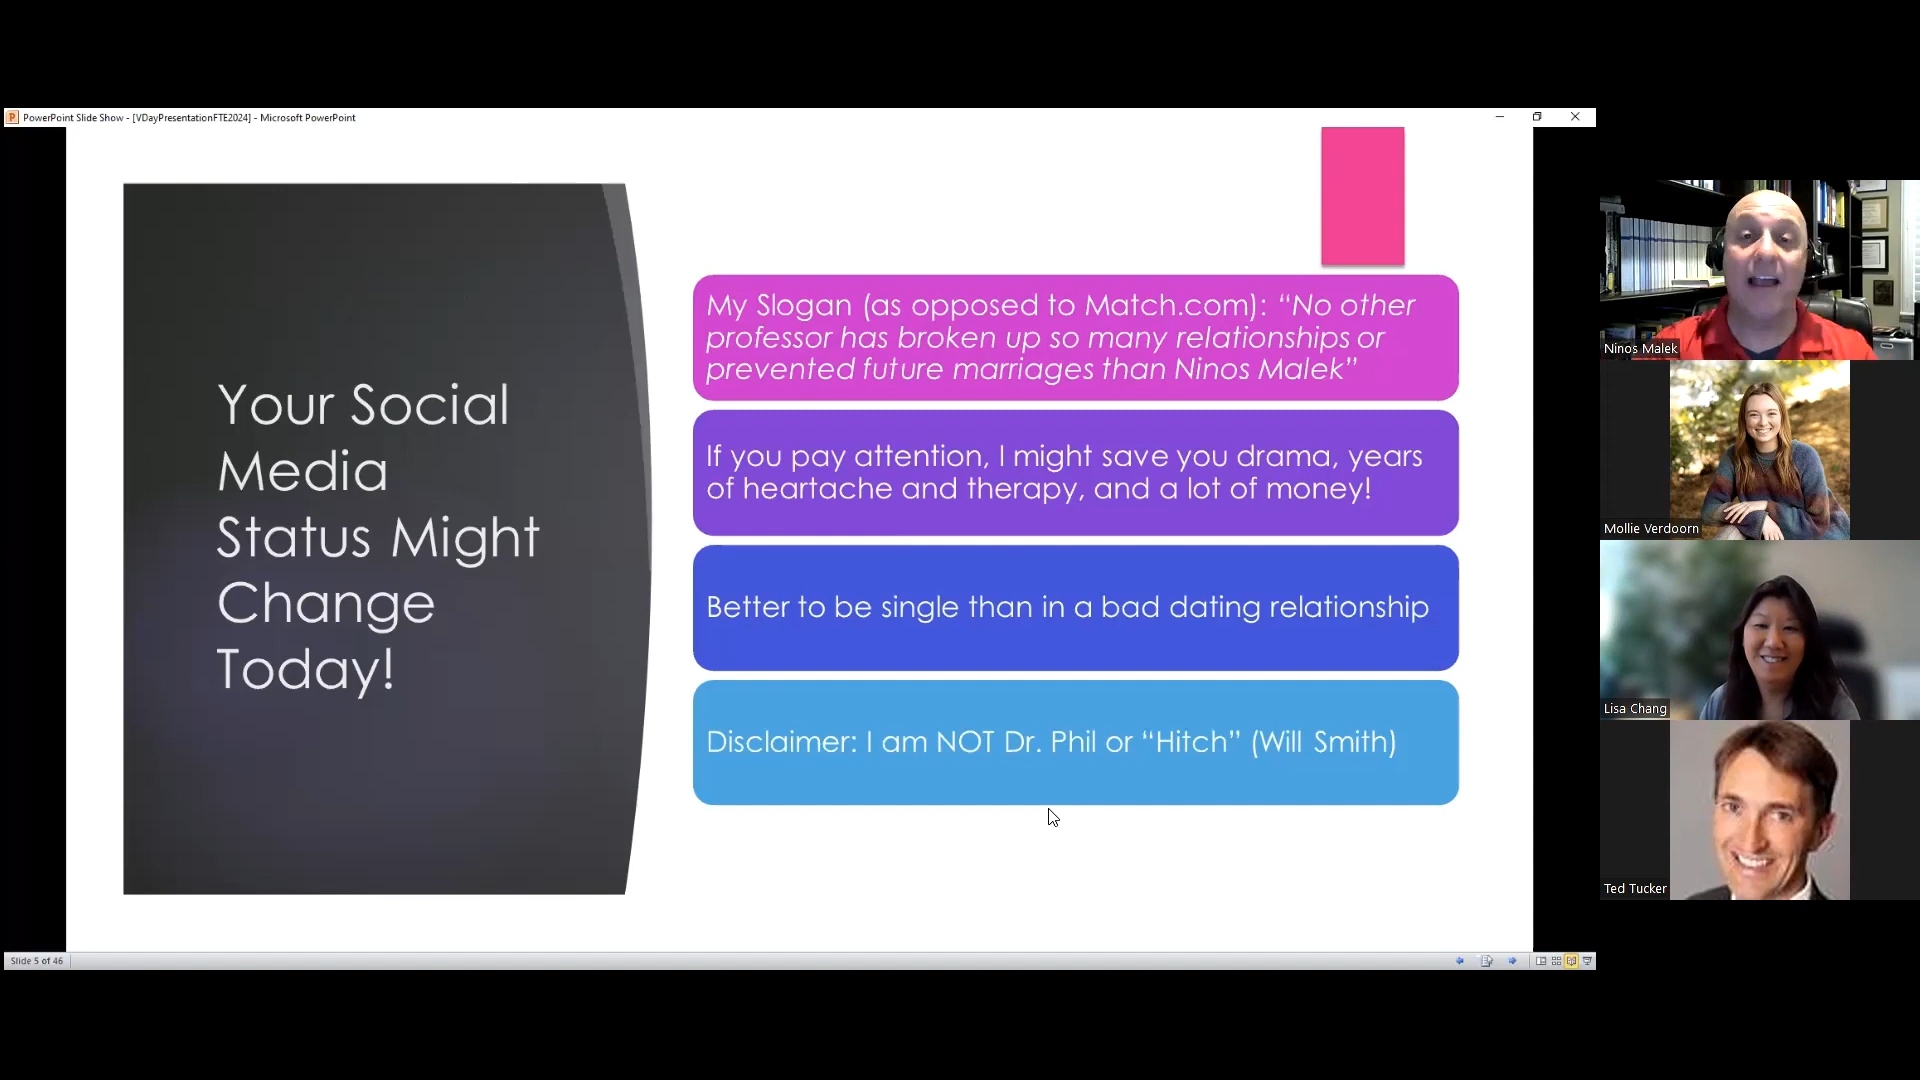 PowerPoint Slide Show - [VDayPresentationFTE2024] - Microsoft PowerPoint
Your Social
Media
Status Might
Change
Today!
My Slogan (as opposed to Match.com): “No other
professor has broken up so many relationships or
prevented future marriages than Ninos Malek”
If you pay attention, I might save you drama, years
of heartache and therapy, and a lot of money!
Better to be single than in a bad dating relationship
Disclaimer: I am NOT Dr. Phil or “Hitch” (Will Smith)
Slide 5 of 46
Ninos Malek
Mollie Verdoorn
Lisa Chang
Ted Tucker